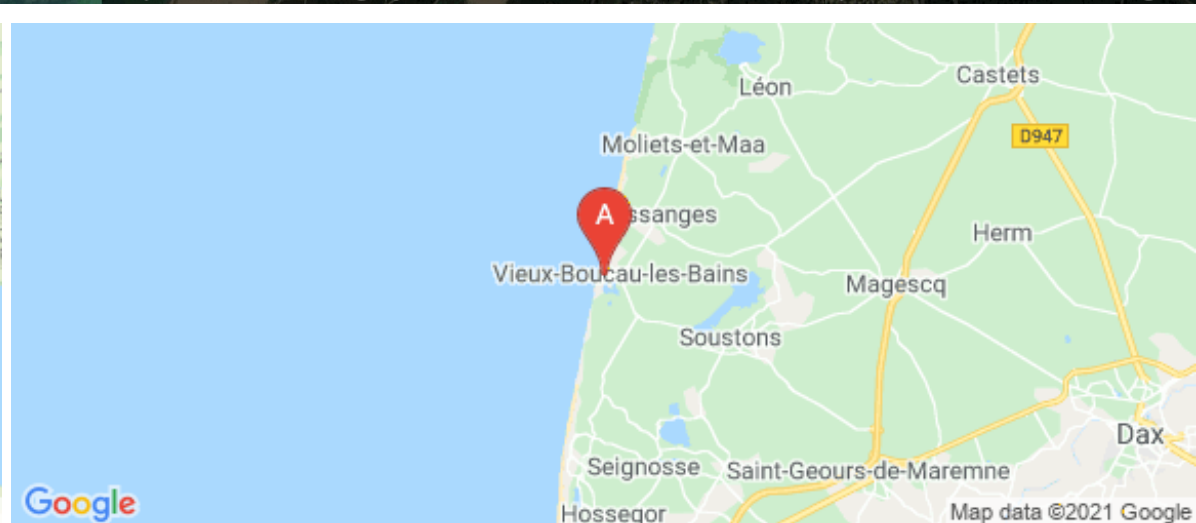 Castets
Léon
D947
Moliets-et-Maa
A
ssanges
Herm
Vieux-Boucau-les-Bains
Magescq
Soustons
Dax
Seignosse
Saint-Geours-de-Maremne
Google
Hossegor
Map data ©2021 Google